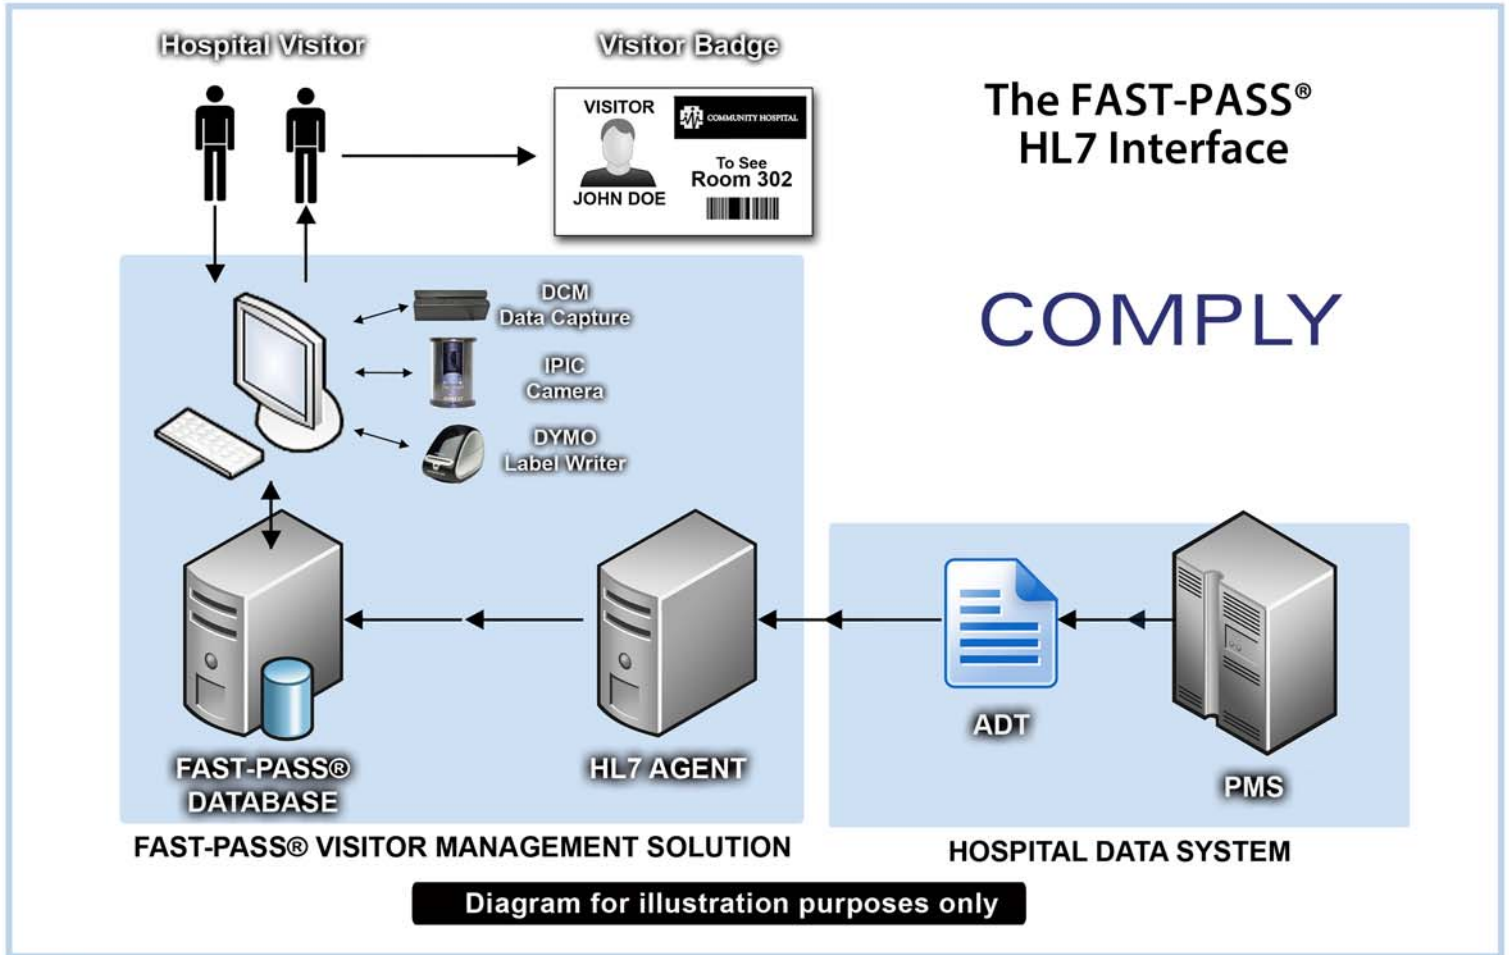 Hospital Visitor
Visitor Badge
The FAST-PASS®
HL7 Interface
VISITOR
COMMUNITY HOSPITAL
To See
Room 302
JOHN DOE
COMPLY
DCM
Data Capture
IPIC
Camera
DYMO
Label Writer
FAST-PASS®
DATABASE
HL7 AGENT
ADT
PMS
FAST-PASS® VISITOR MANAGEMENT SOLUTION
HOSPITAL DATA SYSTEM
Diagram for illustration purposes only